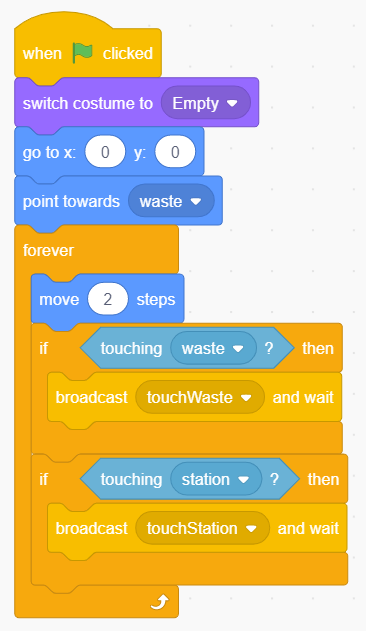 when clicked
switch costume to Empty
go to x: 0 y: 0
point towards waste
forever
move 2 steps
if touching waste ? then
broadcast touchWaste and wait
if touching station ? then
broadcast touchStation and wait